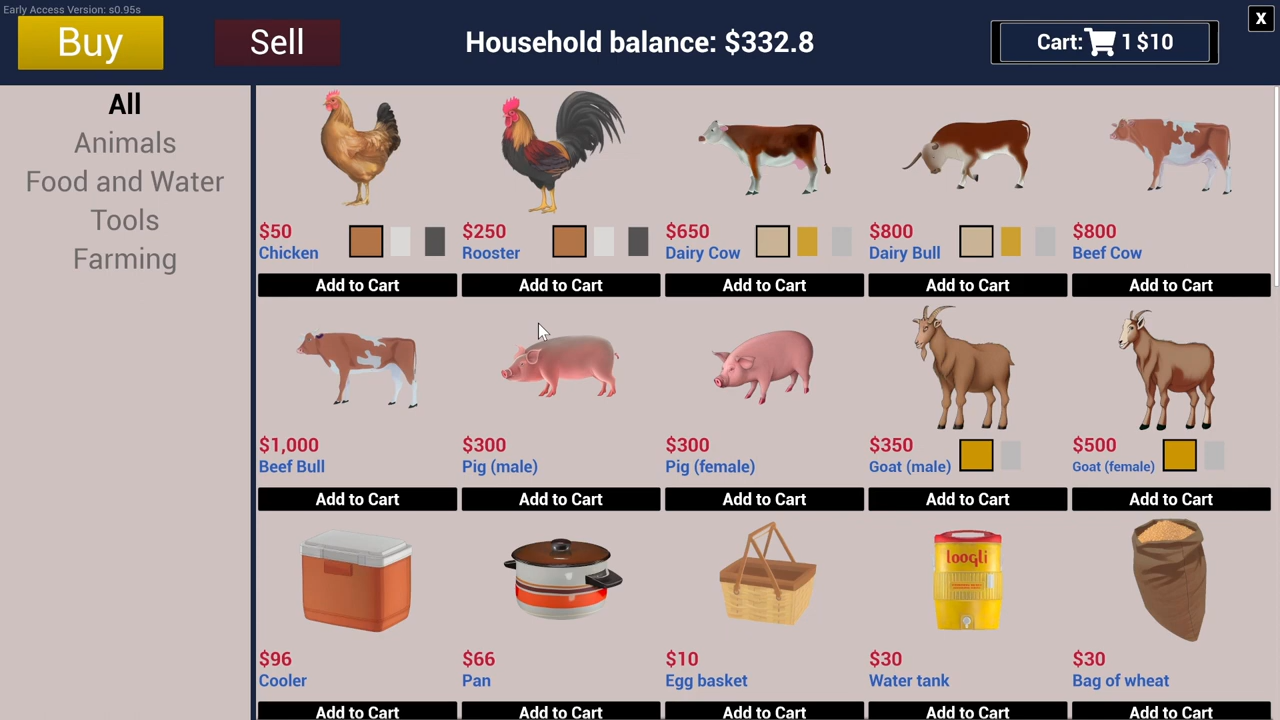 Early Access Version: s0.95s
Buy
Sell
Household balance: $332.8
Cart: 1 $10
X
All
Animals
Food and Water
Tools
Farming
$50
Chicken
Add to Cart
$250
Rooster
Add to Cart
$650
Dairy Cow
Add to Cart
$800
Dairy Bull
Add to Cart
$800
Beef Cow
Add to Cart
$1,000
Beef Bull
Add to Cart
$300
Pig (male)
Add to Cart
$300
Pig (female)
Add to Cart
$350
Goat (male)
Add to Cart
$500
Goat (female)
Add to Cart
$96
Cooler
Add to Cart
$66
Pan
Add to Cart
$10
Egg basket
Add to Cart
loogli
$30
Water tank
Add to Cart
$30
Bag of wheat
Add to Cart